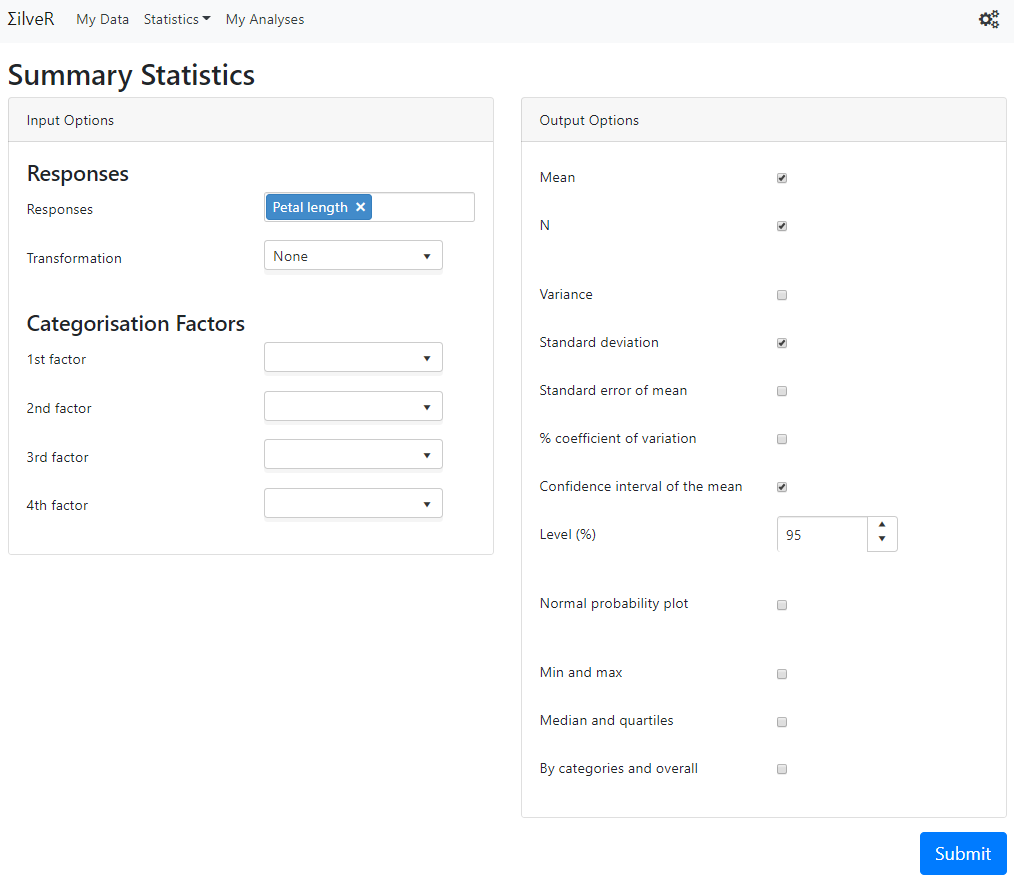 ΣilveR My Data Statistics My Analyses
Summary Statistics
Input Options
Responses
Responses Petal length ×
Transformation None
Categorisation Factors
1st factor
2nd factor
3rd factor
4th factor
Output Options
Mean
N
Variance
Standard deviation
Standard error of mean
% coefficient of variation
Confidence interval of the mean
Level (%) 95
Normal probability plot
Min and max
Median and quartiles
By categories and overall
Submit